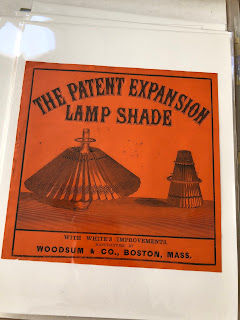 THE PATENT EXPANSION
LAMP SHADE
WITH WHITE'S IMPROVEMENTS.
WOODSUM & CO., BOSTON, MASS.